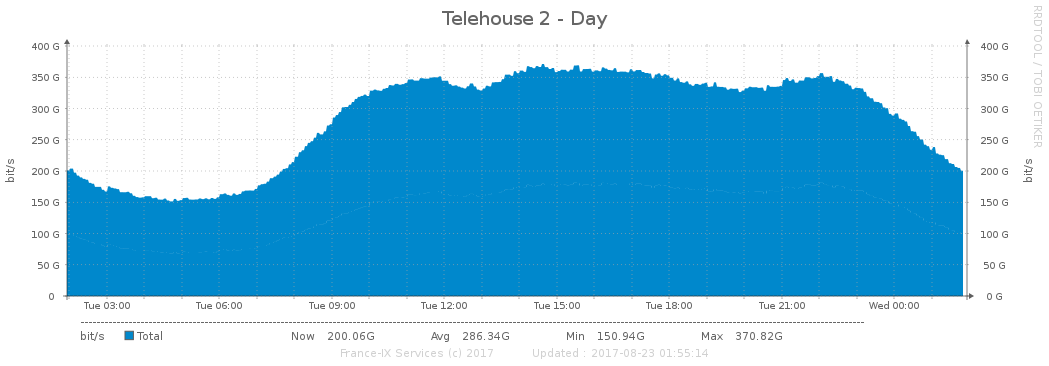 Telehouse 2 - Day
RRDTOOL / TOBI OETIKER
bit/s
400 G 400 G
350 G 350 G
300 G 300 G
250 G 250 G
200 G 200 G
150 G 150 G
100 G 100 G
50 G 50 G
0 0 G
bit/s
Tue 03:00 Tue 06:00 Tue 09:00 Tue 12:00 Tue 15:00 Tue 18:00 Tue 21:00 Wed 00:00
bit/s Total Now 200.06G Avg 286.34G Min 150.94G Max 370.82G
France-IX Services (c) 2017 Updated : 2017-08-23 01:55:14